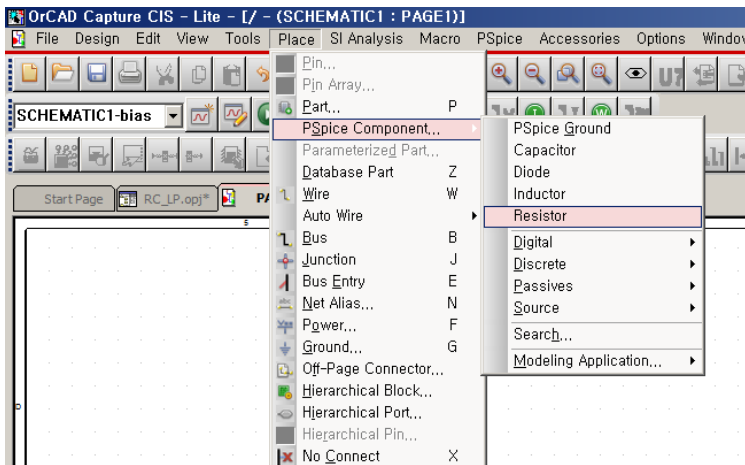 OrCAD Capture CIS - Lite - [/ - (SCHEMATIC1 : PAGE1)]
File Design Edit View Tools Place SI Analysis Macro PSpice Accessories Options Window
SCHEMATIC1-bias
Start Page
RC_LP.opj*
5
Pin...
Pin Array...
Part... P
PSpice Component...
Parameterized Part...
Database Part Z
Wire W
Auto Wire
Bus B
Junction J
Bus Entry E
Net Alias... N
Power... F
Ground... G
Off-Page Connector...
Hierarchical Block...
Hierarchical Port...
Hierarchical Pin...
No Connect X
PSpice Ground
Capacitor
Diode
Inductor
Resistor
Digital
Discrete
Passives
Source
Search...
Modeling Application...
D